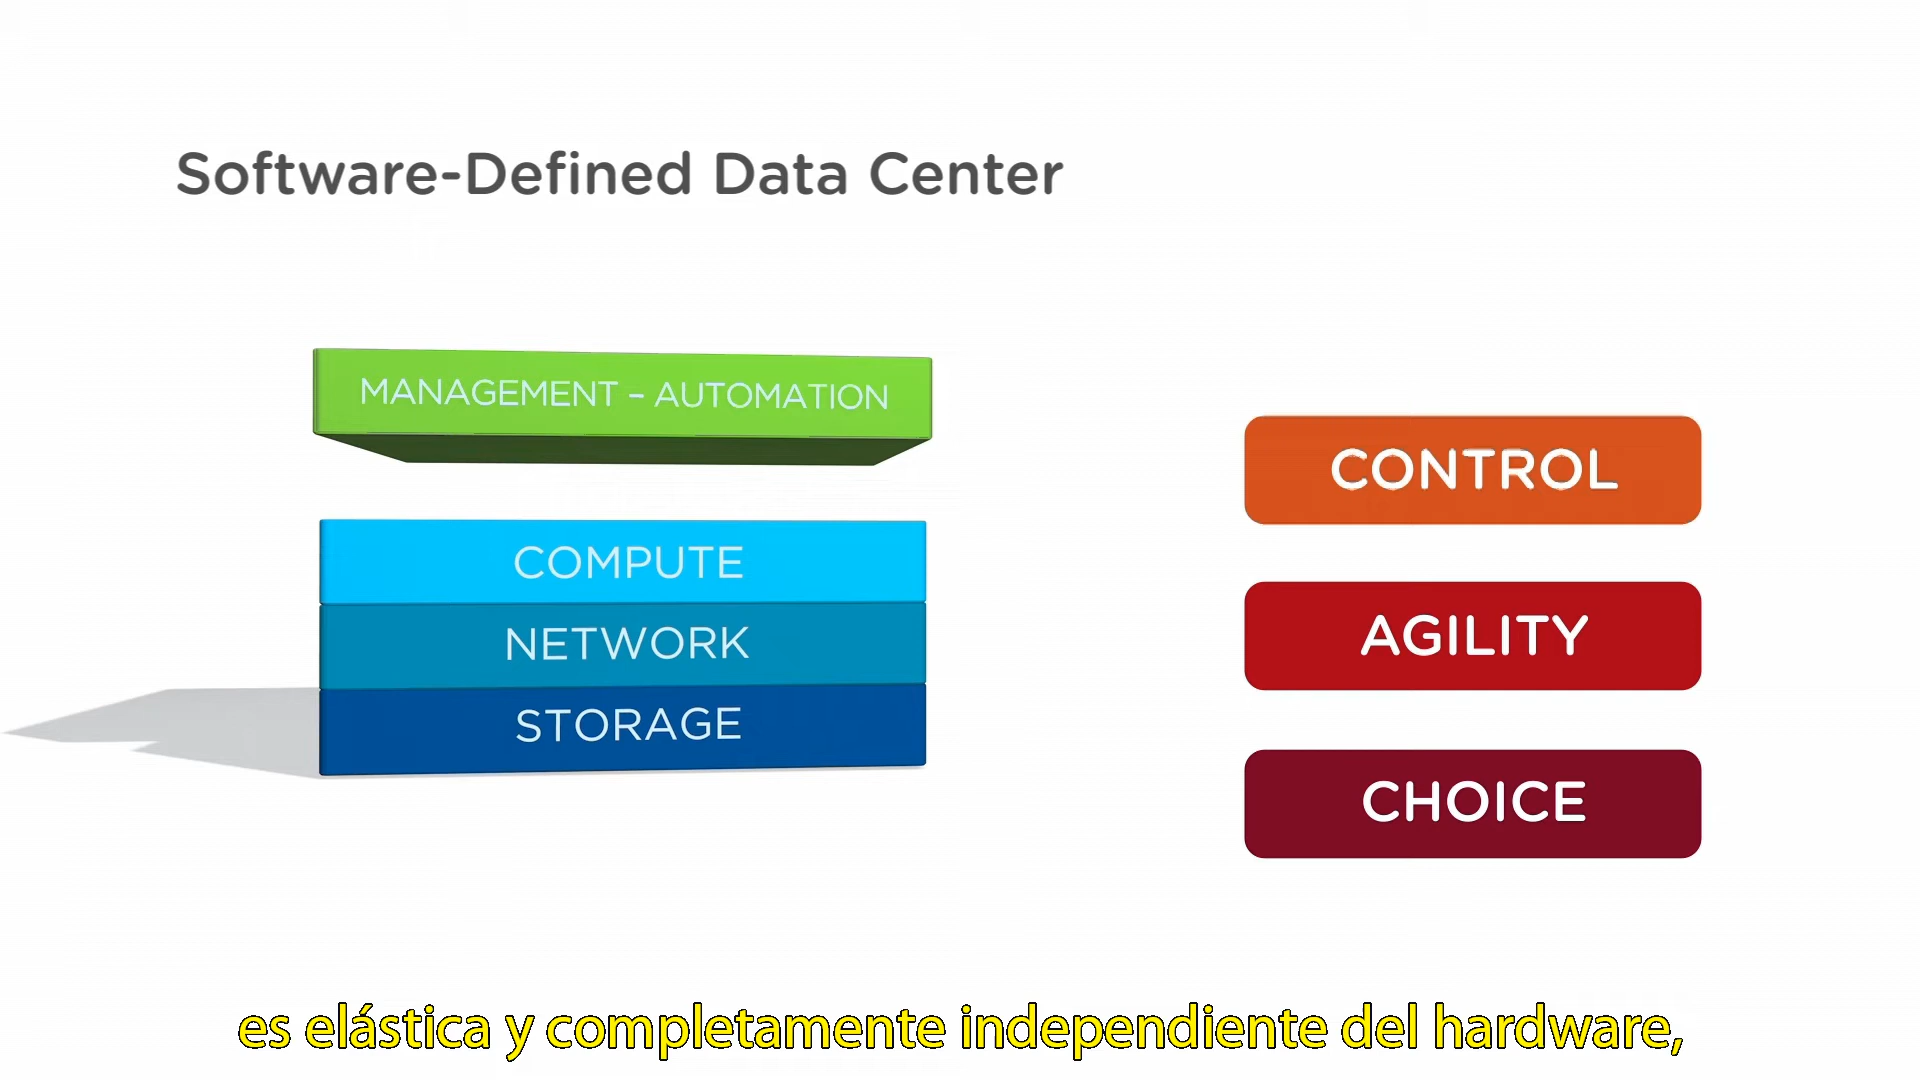 Software-Defined Data Center
MANAGEMENT – AUTOMATION
COMPUTE
NETWORK
STORAGE
CONTROL
AGILITY
CHOICE
es elástica y completamente independiente del hardware,